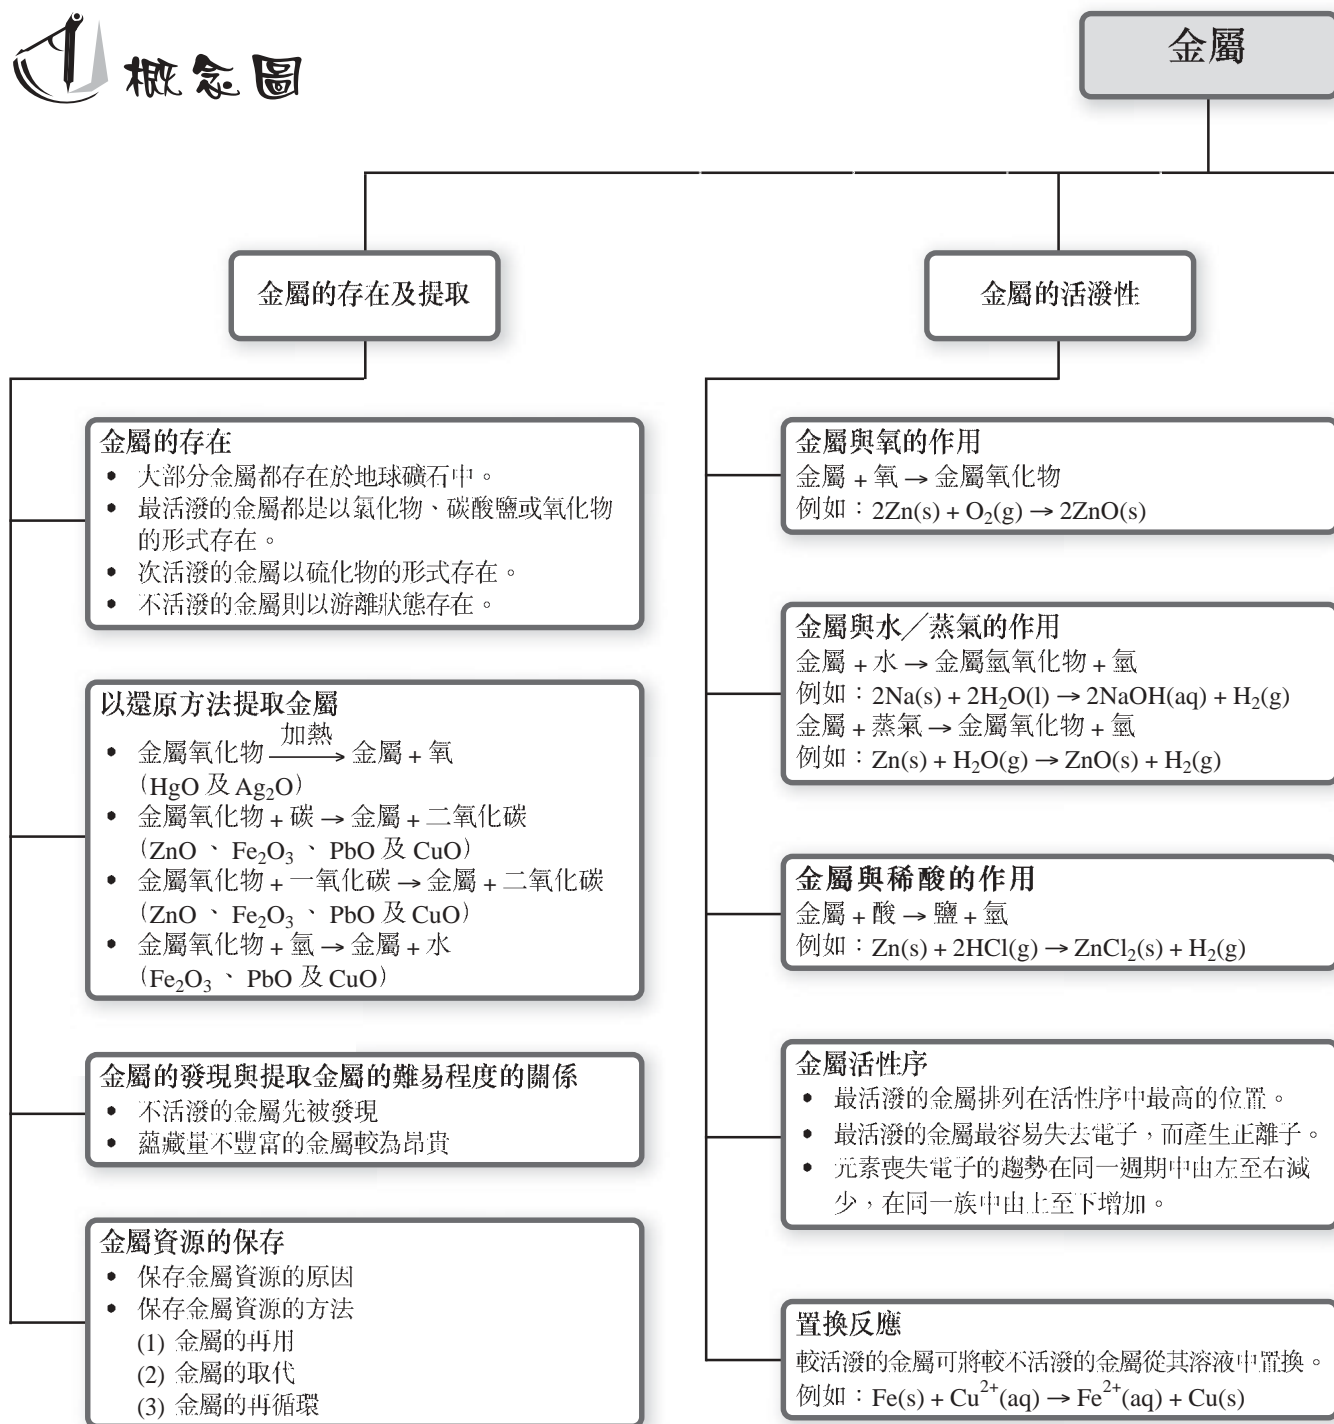 概念圖
金屬
金屬的存在及提取
金屬的存在
• 大部分金屬都存在於地球礦石中。
• 最活潑的金屬都是以氯化物、碳酸鹽或氧化物
的形式存在。
• 次活潑的金屬以硫化物的形式存在。
• 不活潑的金屬則以游離狀態存在。
以還原方法提取金屬
• 金屬氧化物 加熱→ 金屬 + 氧
(HgO 及 Ag₂O)
• 金屬氧化物 + 碳 → 金屬 + 二氧化碳
(ZnO、Fe₂O₃、PbO 及 CuO)
• 金屬氧化物 + 一氧化碳 → 金屬 + 二氧化碳
(ZnO、Fe₂O₃、PbO 及 CuO)
• 金屬氧化物 + 氫 → 金屬 + 水
(Fe₂O₃、PbO 及 CuO)
金屬的發現與提取金屬的難易程度的關係
• 不活潑的金屬先被發現
• 蘊藏量不豐富的金屬較為昂貴
金屬資源的保存
• 保存金屬資源的原因
• 保存金屬資源的方法
(1) 金屬的再用
(2) 金屬的取代
(3) 金屬的再循環
金屬的活潑性
金屬與氧的作用
金屬 + 氧 → 金屬氧化物
例如：2Zn(s) + O₂(g) → 2ZnO(s)
金屬與水／蒸氣的作用
金屬 + 水 → 金屬氫氧化物 + 氫
例如：2Na(s) + 2H₂O(l) → 2NaOH(aq) + H₂(g)
金屬 + 蒸氣 → 金屬氧化物 + 氫
例如：Zn(s) + H₂O(g) → ZnO(s) + H₂(g)
金屬與稀酸的作用
金屬 + 酸 → 鹽 + 氫
例如：Zn(s) + 2HCl(g) → ZnCl₂(s) + H₂(g)
金屬活性序
• 最活潑的金屬排列在活性序中最高的位置。
• 最活潑的金屬最容易失去電子，而產生正離子。
• 元素喪失電子的趨勢在同一週期中由左至右減
少，在同一族中由上至下增加。
置換反應
較活潑的金屬可將較不活潑的金屬從其溶液中置換。
例如：Fe(s) + Cu²⁺(aq) → Fe²⁺(aq) + Cu(s)